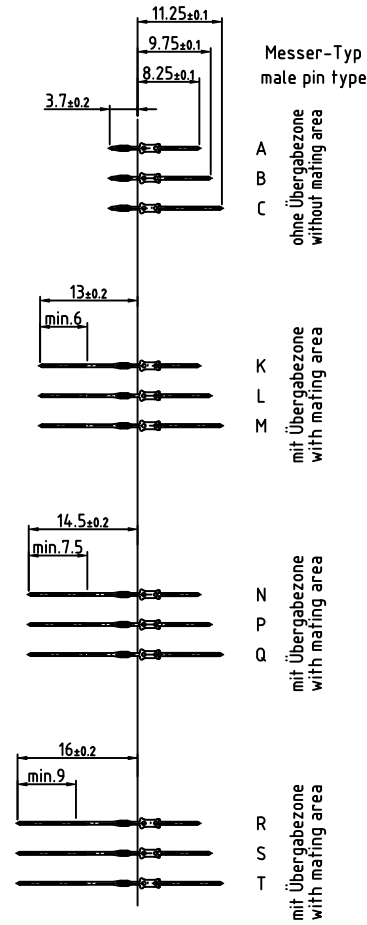 11.25±0.1
9.75±0.1
8.25±0.1
3.7±0.2
Messer-Typ
male pin type
A
B
C
ohne Übergabezone
without mating area
13±0.2
min.6
K
L
M
mit Übergabezone
with mating area
14.5±0.2
min.7.5
N
P
Q
mit Übergabezone
with mating area
16±0.2
min.9
R
S
T
mit Übergabezone
with mating area